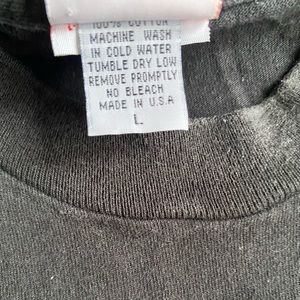 100% COTTON
MACHINE WASH
IN COLD WATER
TUMBLE DRY LOW
REMOVE PROMPTLY
NO BLEACH
MADE IN U.S.A
L